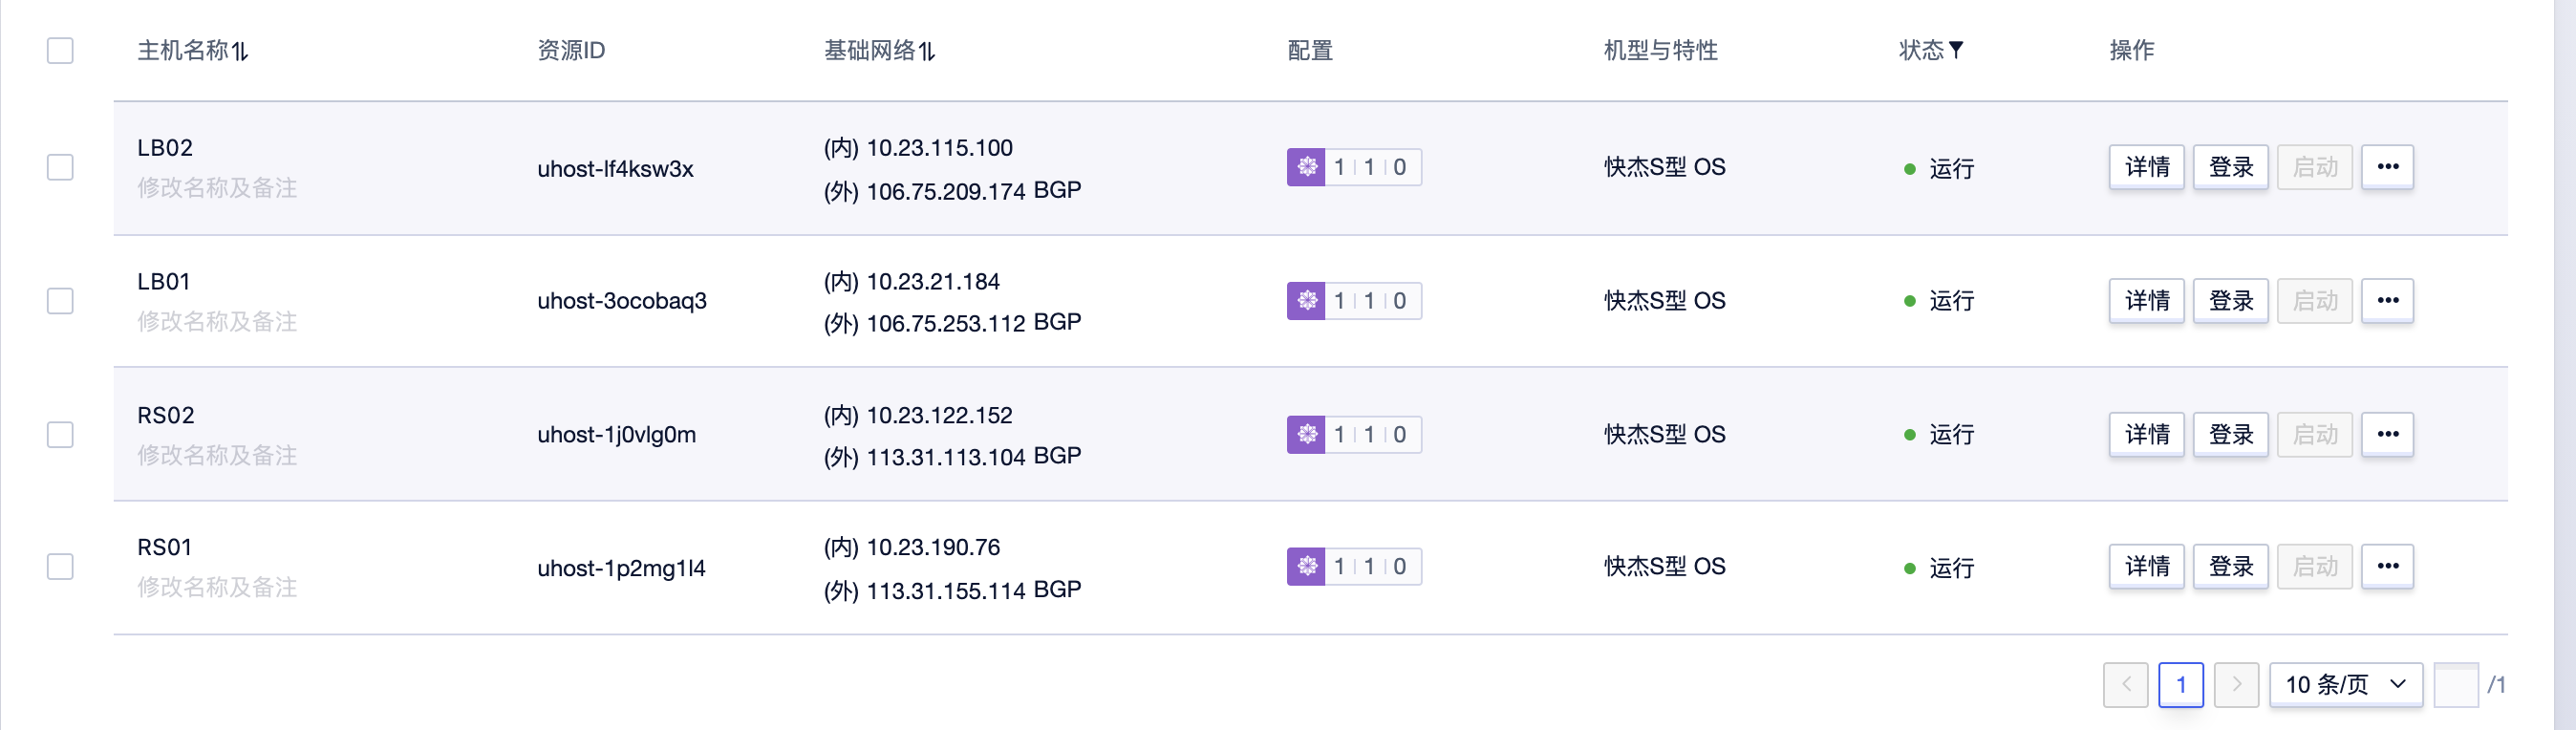 主机名称 资源ID 基础网络 配置 机型与特性 状态 操作
LB02
修改名称及备注
uhost-lf4ksw3x
(内) 10.23.115.100
(外) 106.75.209.174 BGP
1 1 0
快杰S型 OS
运行
详情 登录 启动 •••
LB01
修改名称及备注
uhost-3ocobaq3
(内) 10.23.21.184
(外) 106.75.253.112 BGP
1 1 0
快杰S型 OS
运行
详情 登录 启动 •••
RS02
修改名称及备注
uhost-1j0vlg0m
(内) 10.23.122.152
(外) 113.31.113.104 BGP
1 1 0
快杰S型 OS
运行
详情 登录 启动 •••
RS01
修改名称及备注
uhost-1p2mg1l4
(内) 10.23.190.76
(外) 113.31.155.114 BGP
1 1 0
快杰S型 OS
运行
详情 登录 启动 •••
1 10 条/页 /1